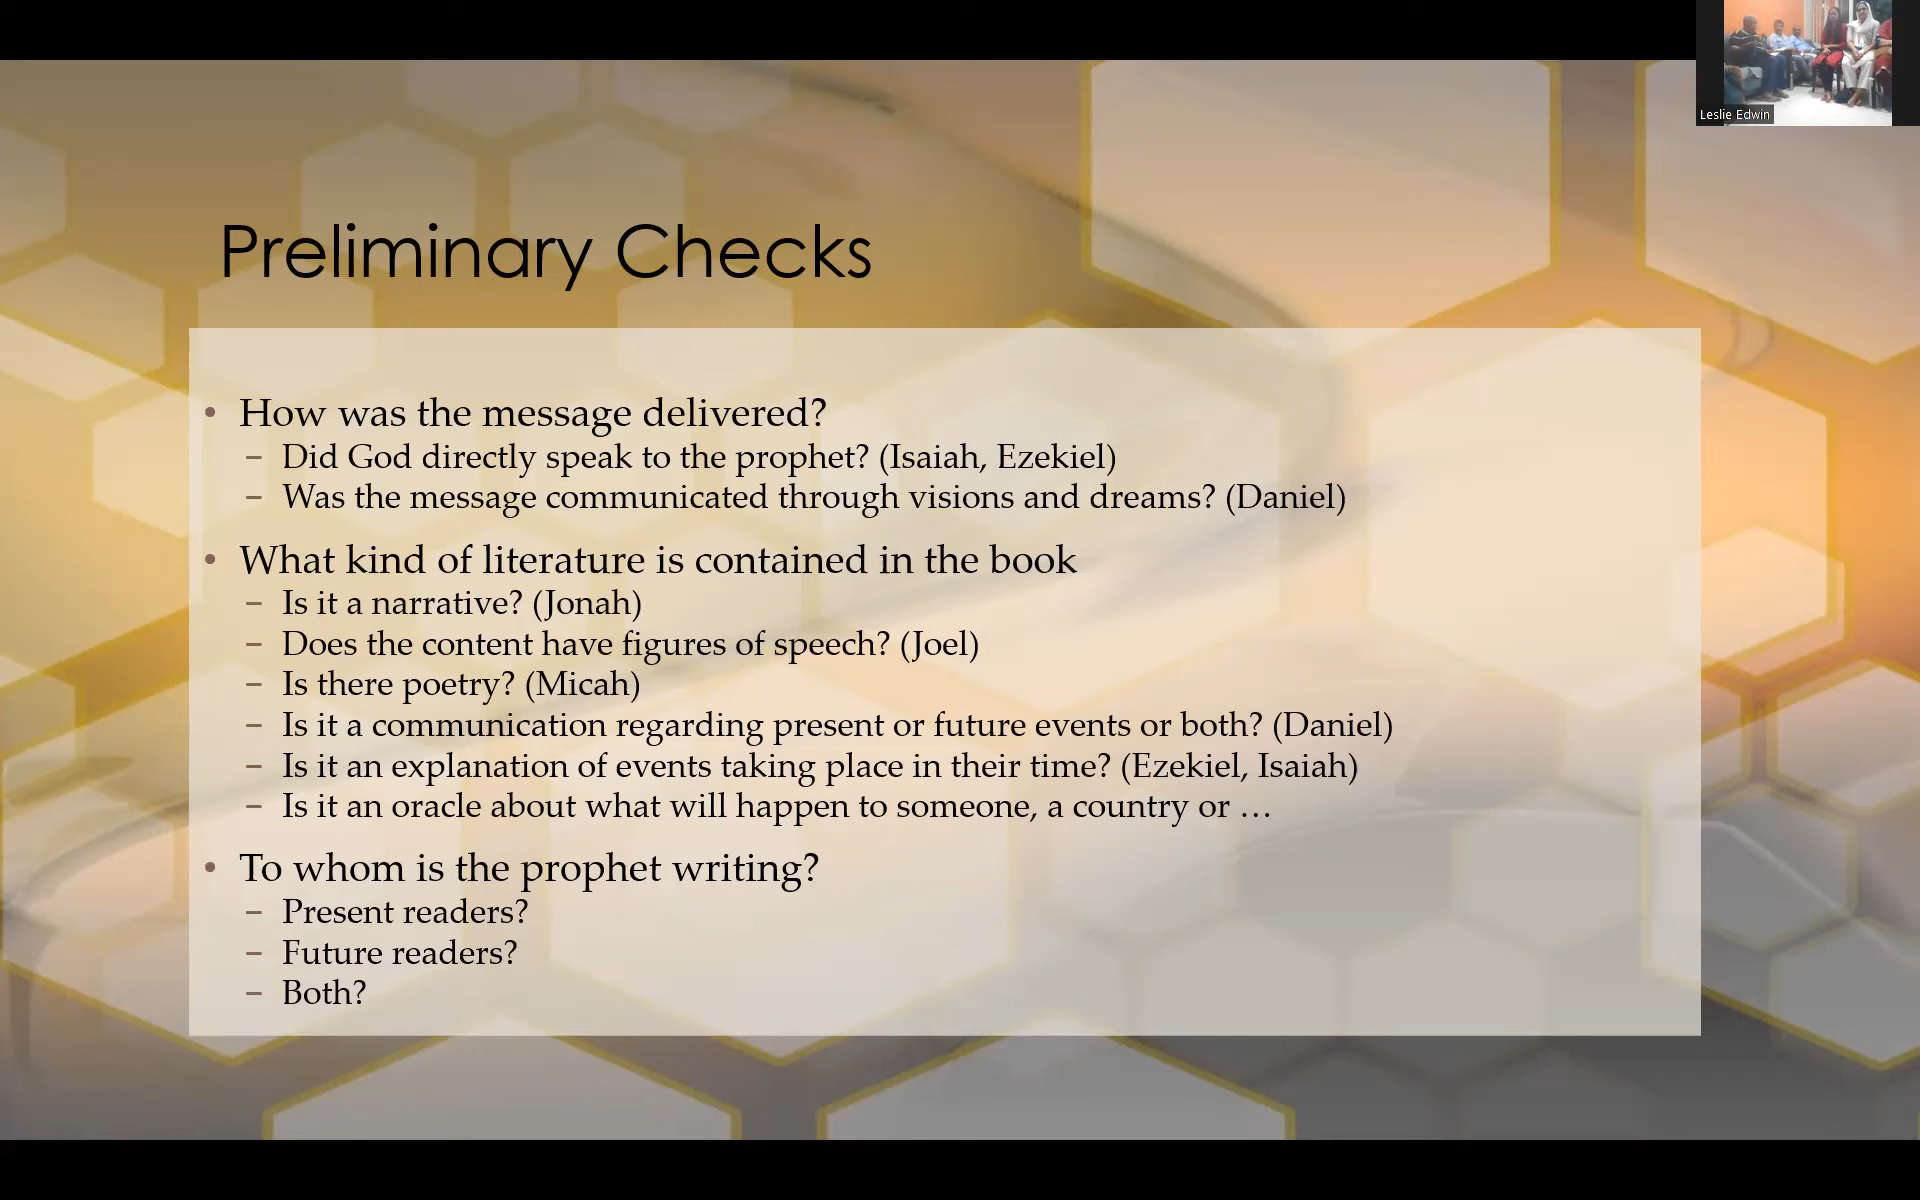 Leslie Edwin
Preliminary Checks
• How was the message delivered?
– Did God directly speak to the prophet? (Isaiah, Ezekiel)
– Was the message communicated through visions and dreams? (Daniel)
• What kind of literature is contained in the book
– Is it a narrative? (Jonah)
– Does the content have figures of speech? (Joel)
– Is there poetry? (Micah)
– Is it a communication regarding present or future events or both? (Daniel)
– Is it an explanation of events taking place in their time? (Ezekiel, Isaiah)
– Is it an oracle about what will happen to someone, a country or …
• To whom is the prophet writing?
– Present readers?
– Future readers?
– Both?